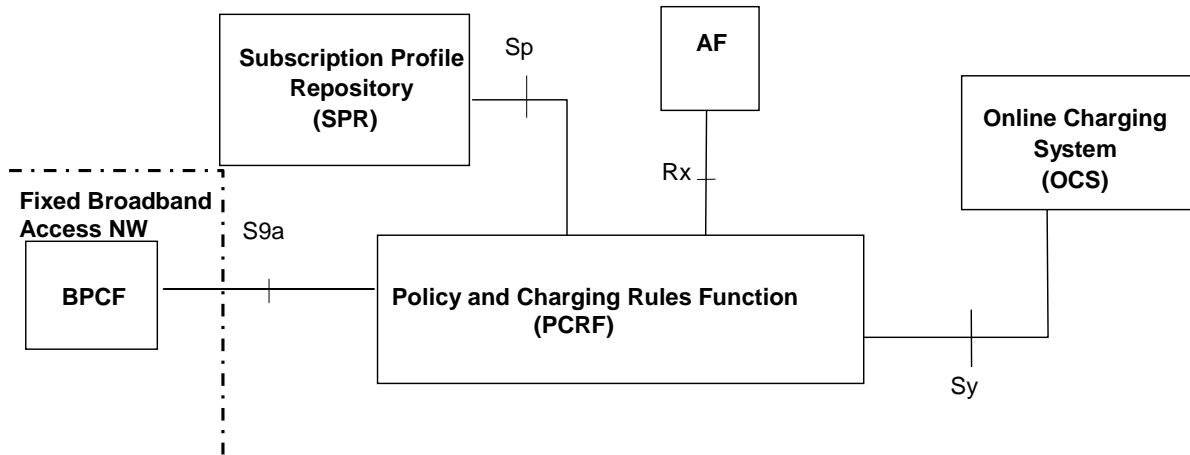 Subscription Profile
Repository
(SPR)
Sp
AF
Rx
Online Charging
System
(OCS)
Fixed Broadband
Access NW
S9a
BPCF
Policy and Charging Rules Function
(PCRF)
Sy